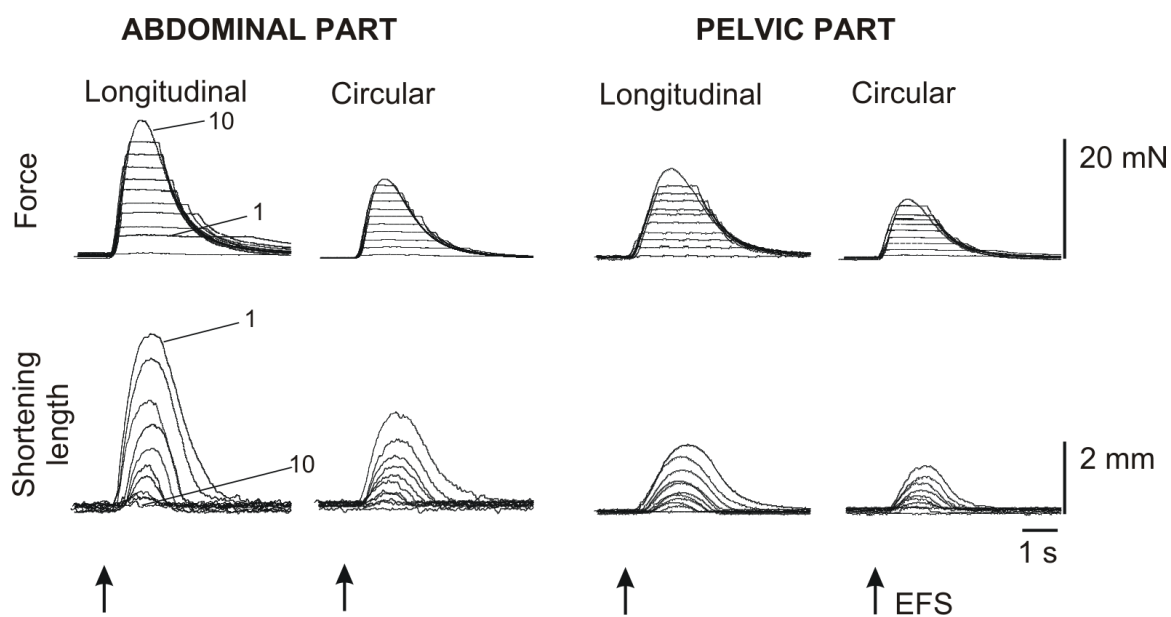 ABDOMINAL PART
PELVIC PART
Longitudinal
Circular
Longitudinal
Circular
Force
10
1
20 mN
Shortening
length
1
10
2 mm
1 s
EFS